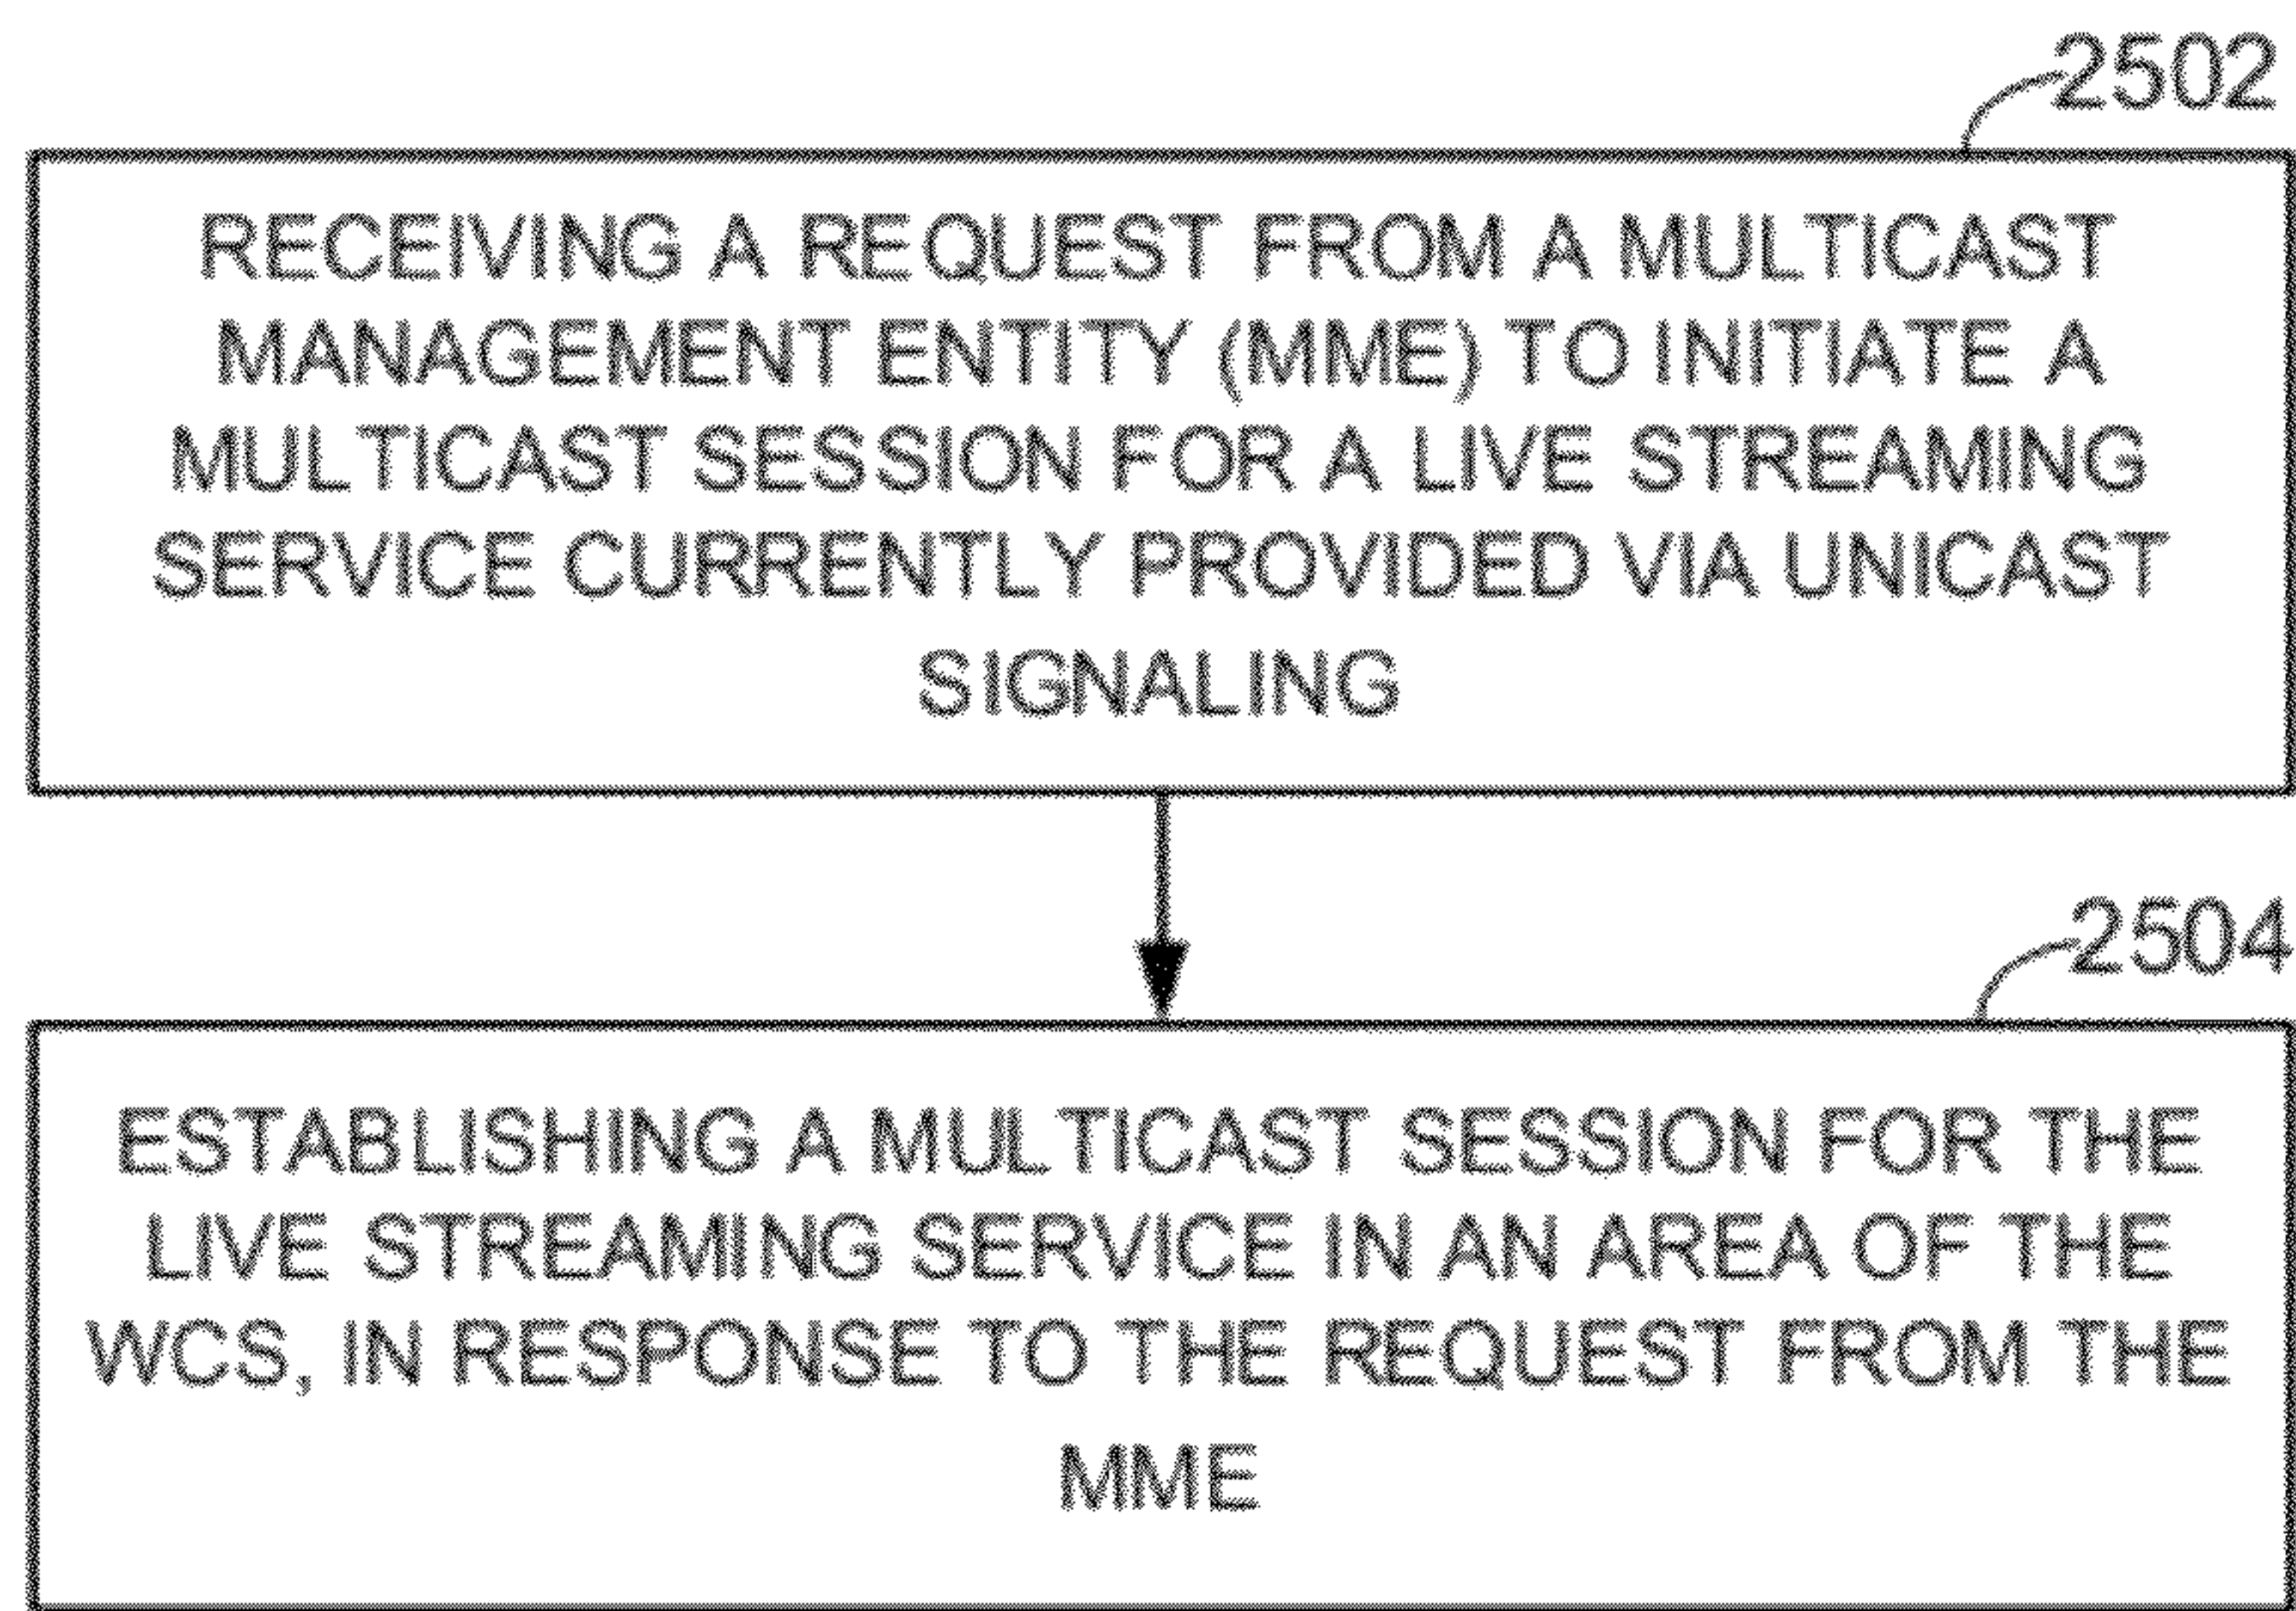 2502
RECEIVING A REQUEST FROM A MULTICAST
MANAGEMENT ENTITY (MME) TO INITIATE A
MULTICAST SESSION FOR A LIVE STREAMING
SERVICE CURRENTLY PROVIDED VIA UNICAST
SIGNALING
2504
ESTABLISHING A MULTICAST SESSION FOR THE
LIVE STREAMING SERVICE IN AN AREA OF THE
WCS, IN RESPONSE TO THE REQUEST FROM THE
MME